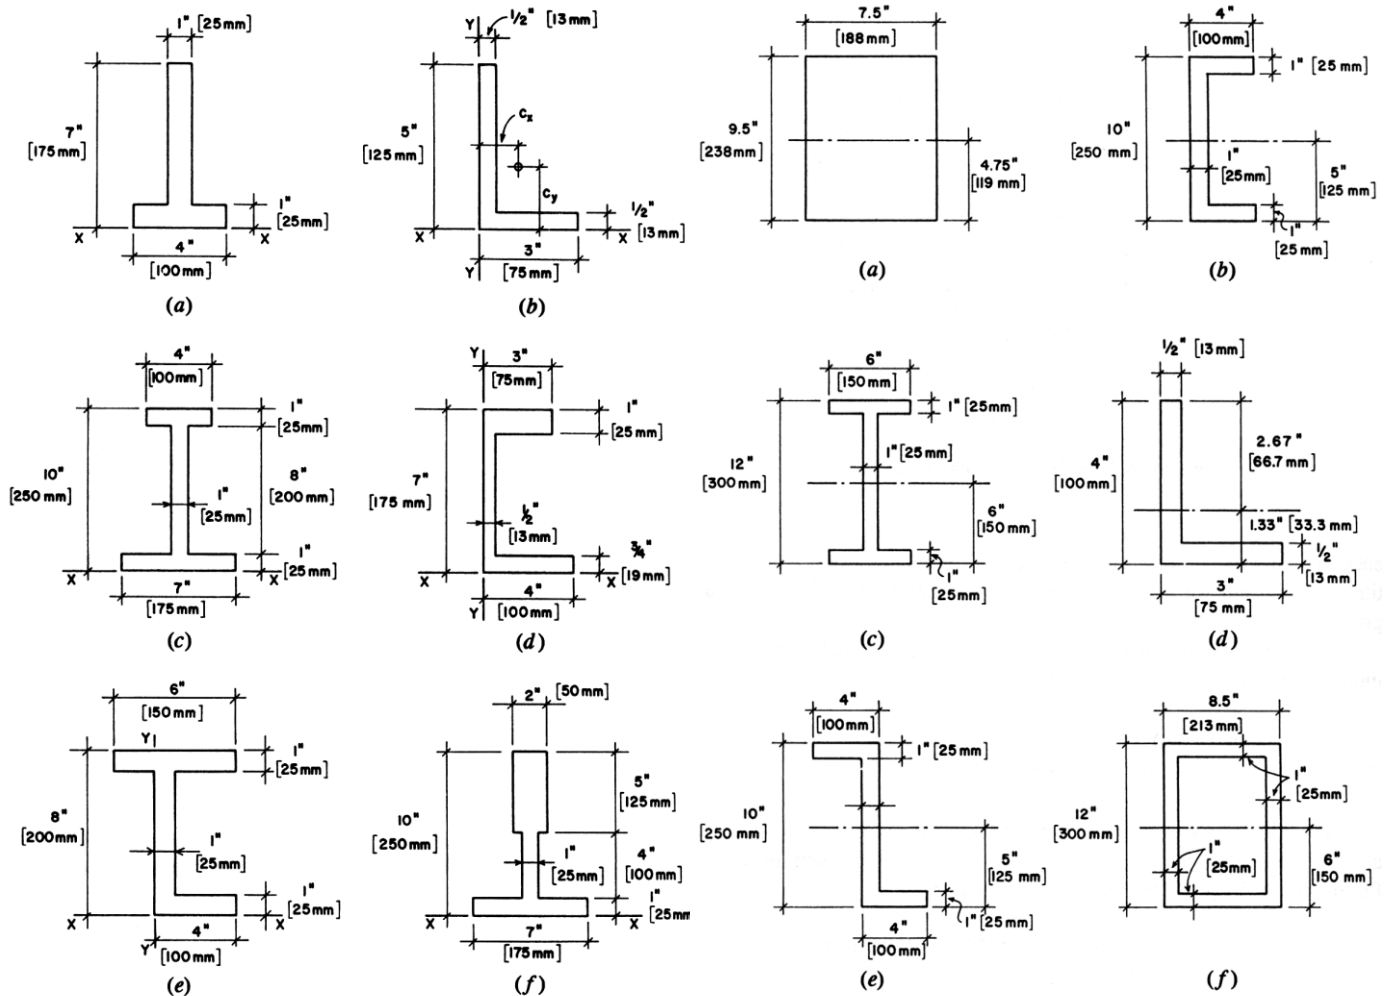 1" [25mm]
7"
[175mm]
1"
[25mm]
X X
4"
[100mm]
(a)
Y 1/2" [13mm]
5"
[125mm]
Cx
Cy
1/2"
[13mm]
X X
3"
[75mm]
Y
(b)
7.5"
[188mm]
9.5"
[238mm]
4.75"
[119 mm]
(a)
4"
[100mm]
1" [25 mm]
10"
[250 mm]
1"
[25mm]
5"
[125 mm]
1"
[25 mm]
(b)
4"
[100mm]
1"
[25mm]
10"
[250 mm]
8"
[200mm]
1"
[25mm]
1"
[25mm]
X X
7"
[175mm]
(c)
Y 3"
[75mm]
1"
[25mm]
7"
[175 mm]
1/2"
[13mm]
3/4"
[19mm]
X X
4"
[100mm]
Y
(d)
6"
[150mm]
1" [25mm]
12"
[300mm]
1" [25mm]
6"
[150mm]
1"
[25mm]
(c)
1/2" [13mm]
4"
[100mm]
2.67"
[66.7mm]
1.33" [33.3mm]
1/2"
[13mm]
3"
[75 mm]
(d)
6"
[150mm]
Y
1"
[25mm]
8"
[200mm]
1"
[25mm]
1"
[25mm]
X X
Y 4"
[100mm]
(e)
2" [50mm]
5"
[125mm]
10"
[250mm]
1"
[25mm]
4"
[100mm]
1"
[25mm
X X
7"
[175mm]
(f)
4"
[100mm]
1" [25mm]
10"
[250 mm]
5"
[125 mm]
1" [25mm]
4"
[100mm]
(e)
8.5"
[213 mm]
1"
[25mm]
12"
[300mm]
1"
[25mm]
6"
[150 mm]
(f)